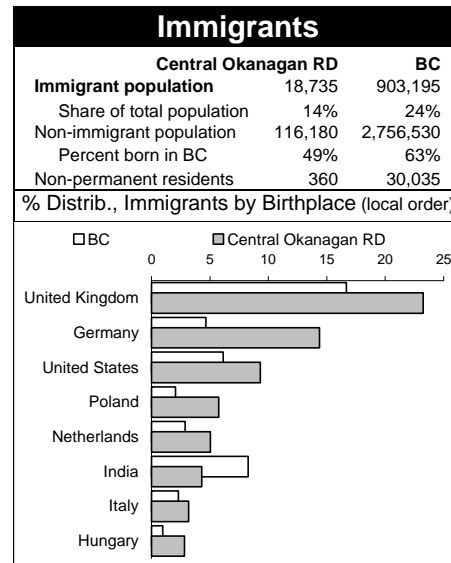 Immigrants
Central Okanagan RD BC
Immigrant population 18,735 903,195
Share of total population 14% 24%
Non-immigrant population 116,180 2,756,530
Percent born in BC 49% 63%
Non-permanent residents 360 30,035
% Distrib., Immigrants by Birthplace (local order)
BC Central Okanagan RD
0 5 10 15 20 25
United Kingdom
Germany
United States
Poland
Netherlands
India
Italy
Hungary